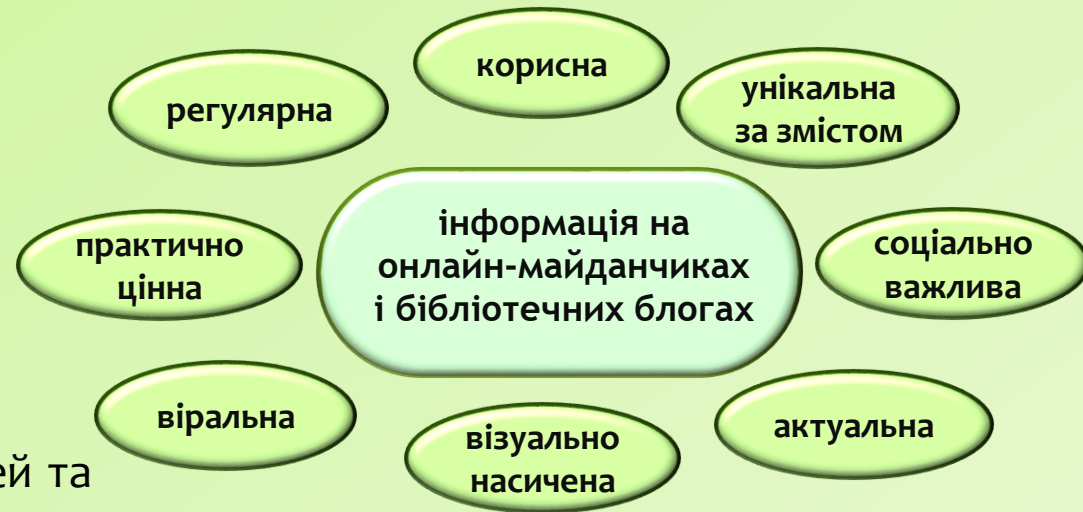 корисна
регулярна
унікальна
за змістом
інформація на
онлайн-майданчиках
і бібліотечних блогах
практично
цінна
соціально
важлива
віральна
візуально
насичена
актуальна
ей та